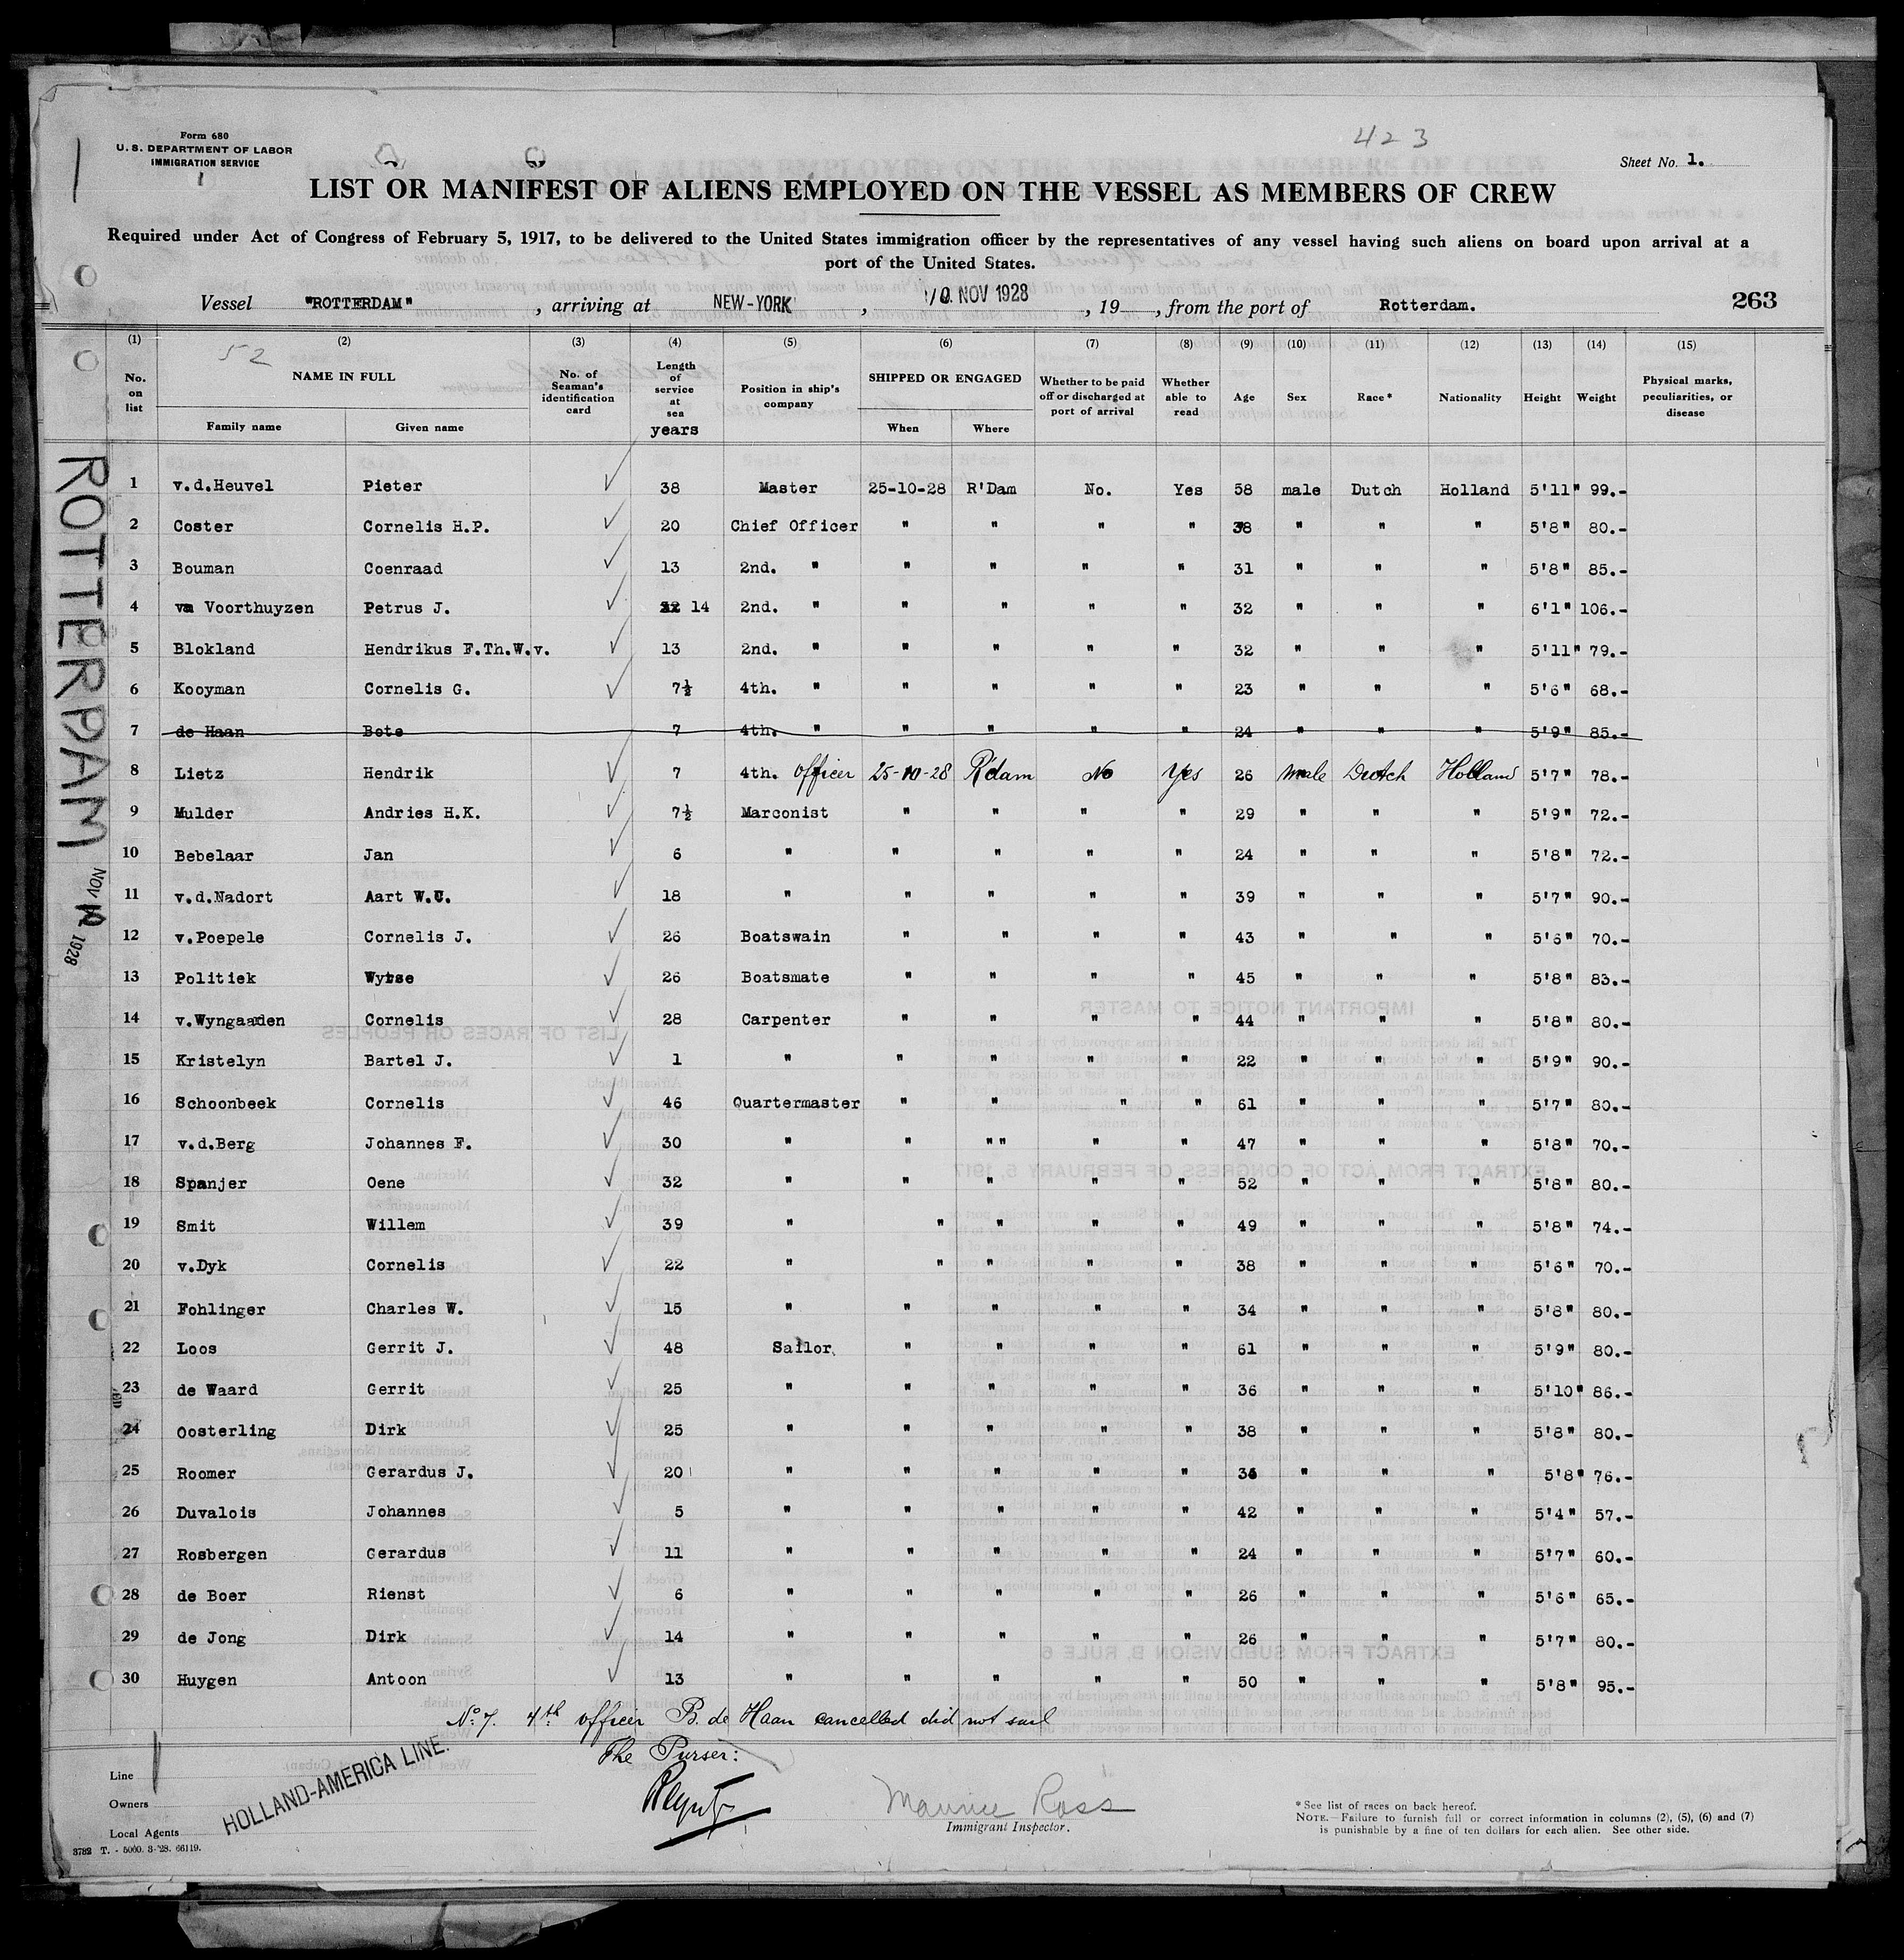 Form 680
U. S. DEPARTMENT OF LABOR
IMMIGRATION SERVICE
423
Sheet No. 1.
LIST OR MANIFEST OF ALIENS EMPLOYED ON THE VESSEL AS MEMBERS OF CREW
Required under Act of Congress of February 5, 1917, to be delivered to the United States immigration officer by the representatives of any vessel having such aliens on board upon arrival at a
port of the United States.
Vessel "ROTTERDAM", arriving at NEW-YORK, 10 NOV 1928, 19__, from the port of Rotterdam. 263
(1) (2) (3) (4) (5) (6) (7) (8) (9) (10) (11) (12) (13) (14) (15)
52
No. on list NAME IN FULL Family name Given name No. of Seaman's identification card Length of service at sea years Position in ship's company SHIPPED OR ENGAGED When Where Whether to be paid off or discharged at port of arrival Whether able to read Age Sex Race* Nationality Height Weight Physical marks, peculiarities, or disease
1 v.d.Heuvel Pieter ✓ 38 Master 25-10-28 R'Dam No. Yes 58 male Dutch Holland 5'11" 99.-
2 Coster Cornelis H.P. ✓ 20 Chief Officer " " " " 38 " " " 5'8" 80.-
3 Bouman Coenraad ✓ 13 2nd. " " " " " 31 " " " 5'8" 85.-
4 va Voorthuyzen Petrus J. ✓ 14 2nd. " " " " " 32 " " " 6'1" 106.-
5 Blokland Hendrikus F.Th.W.v. ✓ 13 2nd. " " " " " 32 " " " 5'11" 79.-
6 Kooyman Cornelis G. ✓ 7½ 4th. " " " " " 23 " " " 5'6" 68.-
7 de Haan Bote 7 4th. " " " " " 24 " " " 5'9" 85.-
8 Lietz Hendrik ✓ 7 4th. officer 25-10-28 R'dam No Yes 26 Male Dutch Holland 5'7" 78.-
9 Mulder Andries H.K. ✓ 7½ Marconist " " " " 29 " " " 5'9" 72.-
10 Bebelaar Jan ✓ 6 " " " " " 24 " " " 5'8" 72.-
11 v.d.Nadort Aart W.C. ✓ 18 " " " " " 39 " " " 5'7" 90.-
12 v.Poepele Cornelis J. ✓ 26 Boatswain " " " " 43 " " " 5'6" 70.-
13 Politiek Wytse ✓ 26 Boatsmate " " " " 45 " " " 5'8" 83.-
14 v.Wyngaarden Cornelis ✓ 28 Carpenter " " " " 44 " " " 5'8" 80.-
15 Kristelyn Bartel J. ✓ 1 " " " " " 22 " " " 5'9" 90.-
16 Schoonbeek Cornelis ✓ 46 Quartermaster " " " " 61 " " " 5'7" 80.-
17 v.d.Berg Johannes F. ✓ 30 " " " " " " 47 " " " 5'8" 70.-
18 Spanjer Oene ✓ 32 " " " " " 52 " " " 5'8" 80.-
19 Smit Willem ✓ 39 " " " " " 49 " " " 5'8" 74.-
20 v.Dyk Cornelis ✓ 22 " " " " " 38 " " " 5'6" 70.-
21 Fohlinger Charles W. ✓ 15 " " " " " 34 " " " 5'8" 80.-
22 Loos Gerrit J. ✓ 48 Sailor " " " " 61 " " " 5'9" 80.-
23 de Waard Gerrit ✓ 25 " " " " " 36 " " " 5'10" 86.-
24 Oosterling Dirk ✓ 25 " " " " " 38 " " " 5'8" 80.-
25 Roomer Gerardus J. ✓ 20 " " " " " " " " 5'8" 76.-
26 Duvalois Johannes ✓ 5 " " " " " 42 " " " 5'4" 57.-
27 Rosbergen Gerardus ✓ 11 " " " " " 24 " " " 5'7" 60.-
28 de Boer Rienst ✓ 6 " " " " " 26 " " " 5'6" 65.-
29 de Jong Dirk ✓ 14 " " " " " 26 " " " 5'7" 80.-
30 Huygen Antoon ✓ 13 " " " " " 50 " " " 5'8" 95.-
No. 7. 4th officer B. de Haan cancelled did not sail
The Purser:
Line
Owners
Local Agents
HOLLAND-AMERICA LINE.
Maurice Ross
Immigrant Inspector.
* See list of races on back hereof.
NOTE.—Failure to furnish full or correct information in columns (2), (5), (6) and (7)
is punishable by a fine of ten dollars for each alien. See other side.
3782 T. - 5000. 3-'28. 66119.
ROTTERDAM
NOV 10 1928